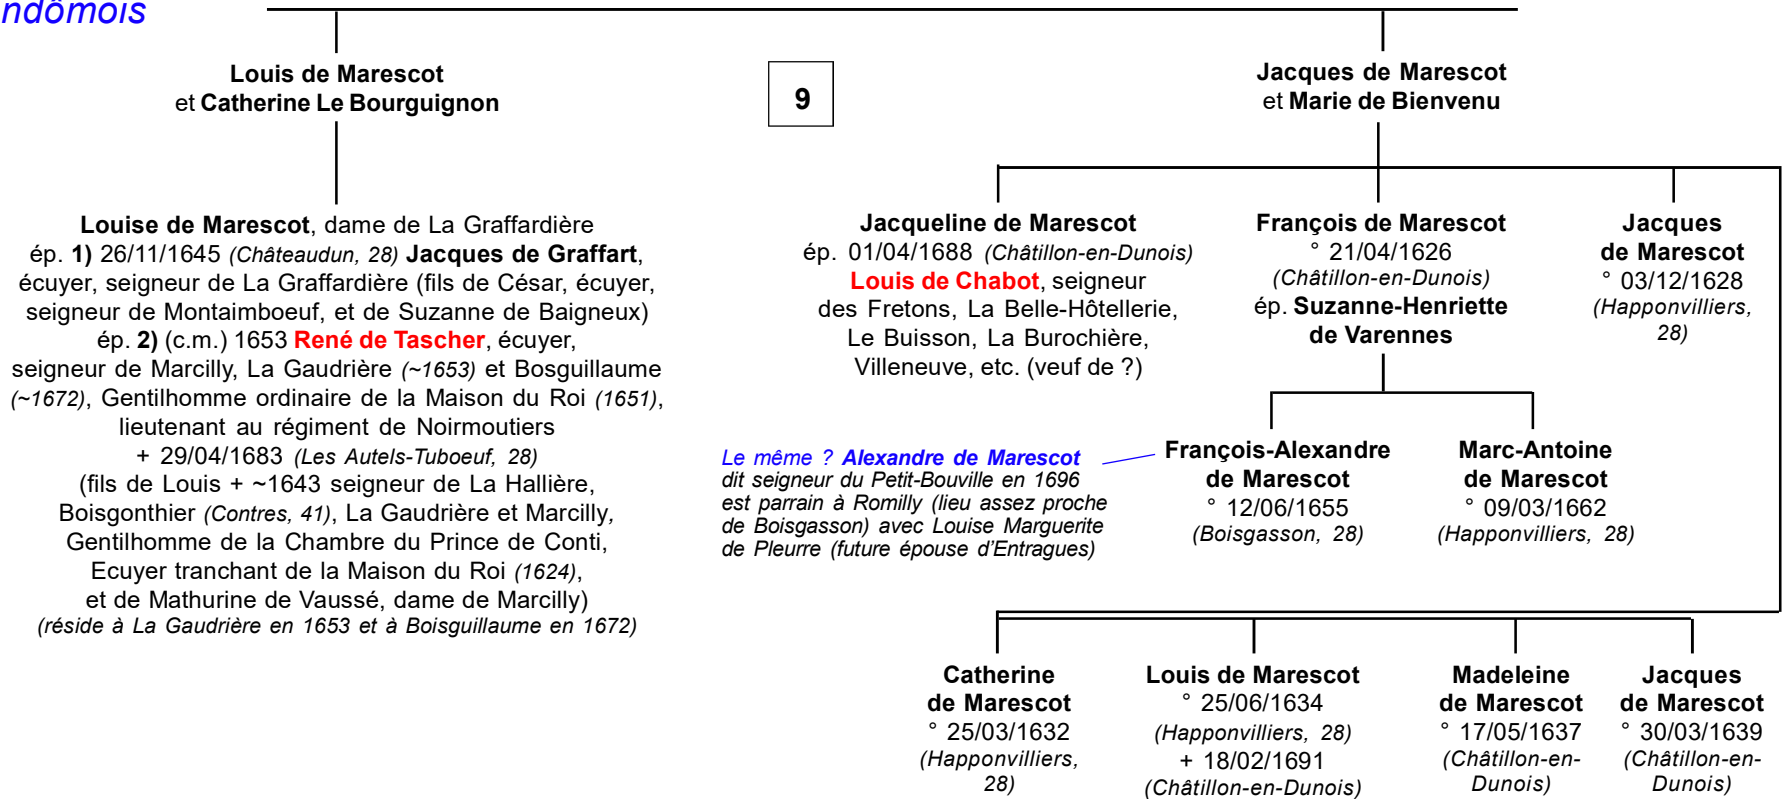 ndômois
Louis de Marescot
et Catherine Le Bourguignon
9
Jacques de Marescot
et Marie de Bienvenu
Louise de Marescot, dame de La Graffardière
ép. 1) 26/11/1645 (Châteaudun, 28) Jacques de Graffart,
écuyer, seigneur de La Graffardière (fils de César, écuyer,
seigneur de Montaimboeuf, et de Suzanne de Baigneux)
ép. 2) (c.m.) 1653 René de Tascher, écuyer,
seigneur de Marcilly, La Gaudrière (~1653) et Bosguillaume
(~1672), Gentilhomme ordinaire de la Maison du Roi (1651),
lieutenant au régiment de Noirmoutiers
+ 29/04/1683 (Les Autels-Tuboeuf, 28)
(fils de Louis + ~1643 seigneur de La Hallière,
Boisgonthier (Contres, 41), La Gaudrière et Marcilly,
Gentilhomme de la Chambre du Prince de Conti,
Ecuyer tranchant de la Maison du Roi (1624),
et de Mathurine de Vaussé, dame de Marcilly)
(réside à La Gaudrière en 1653 et à Boisguillaume en 1672)
Jacqueline de Marescot
ép. 01/04/1688 (Châtillon-en-Dunois)
Louis de Chabot, seigneur
des Fretons, La Belle-Hôtellerie,
Le Buisson, La Burochière,
Villeneuve, etc. (veuf de ?)
François de Marescot
° 21/04/1626
(Châtillon-en-Dunois)
ép. Suzanne-Henriette
de Varennes
Jacques
de Marescot
° 03/12/1628
(Happonvilliers,
28)
Le même ? Alexandre de Marescot
dit seigneur du Petit-Bouville en 1696
est parrain à Romilly (lieu assez proche
de Boisgasson) avec Louise Marguerite
de Pleurre (future épouse d'Entragues)
François-Alexandre
de Marescot
° 12/06/1655
(Boisgasson, 28)
Marc-Antoine
de Marescot
° 09/03/1662
(Happonvilliers, 28)
Catherine
de Marescot
° 25/03/1632
(Happonvilliers,
28)
Louis de Marescot
° 25/06/1634
(Happonvilliers, 28)
+ 18/02/1691
(Châtillon-en-Dunois)
Madeleine
de Marescot
° 17/05/1637
(Châtillon-en-
Dunois)
Jacques
de Marescot
° 30/03/1639
(Châtillon-en-
Dunois)